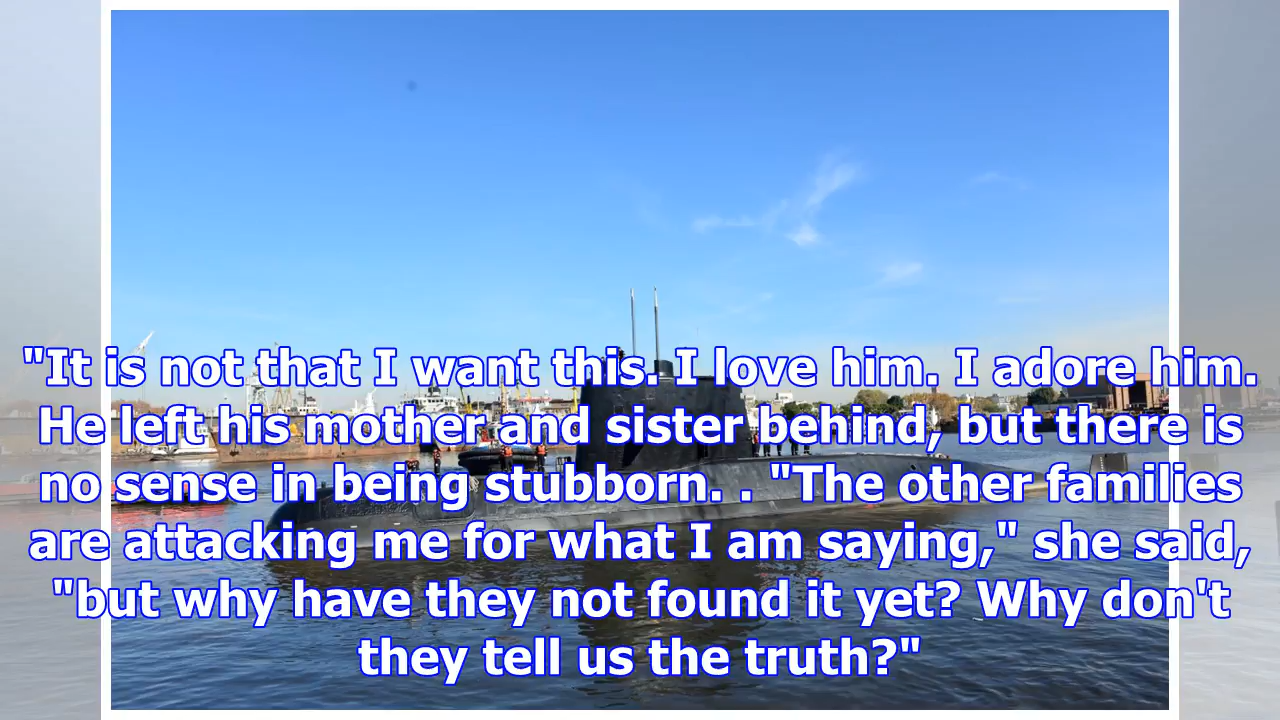 "It is not that I want this. I love him. I adore him.
He left his mother and sister behind, but there is
no sense in being stubborn. . "The other families
are attacking me for what I am saying," she said,
"but why have they not found it yet? Why don't
they tell us the truth?"